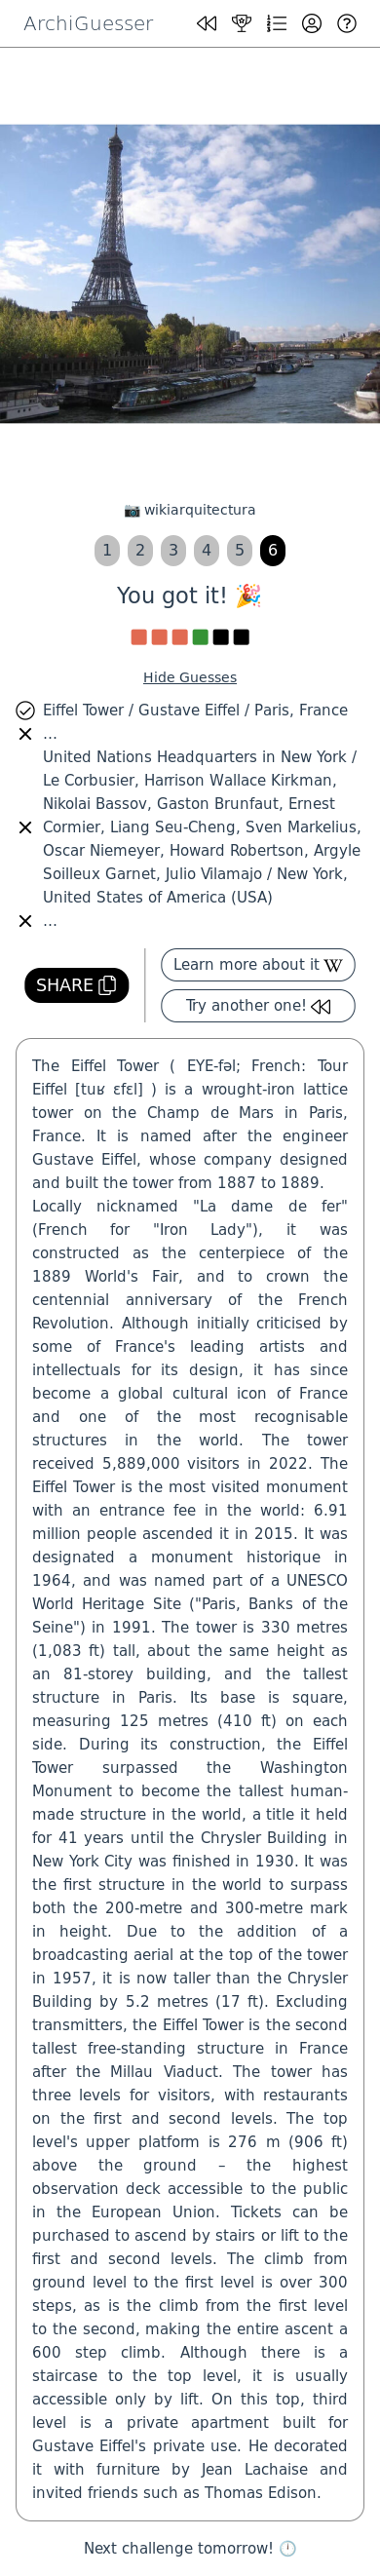 ArchiGuesser
wikiarquitectura
1 2 3 4 5 6
You got it! 🎉
Hide Guesses
Eiffel Tower / Gustave Eiffel / Paris, France
...
United Nations Headquarters in New York /
Le Corbusier, Harrison Wallace Kirkman,
Nikolai Bassov, Gaston Brunfaut, Ernest
Cormier, Liang Seu-Cheng, Sven Markelius,
Oscar Niemeyer, Howard Robertson, Argyle
Soilleux Garnet, Julio Vilamajo / New York,
United States of America (USA)
...
SHARE
Learn more about it W
Try another one!
The Eiffel Tower ( EYE-fəl; French: Tour
Eiffel [tuʁ ɛfɛl] ) is a wrought-iron lattice
tower on the Champ de Mars in Paris,
France. It is named after the engineer
Gustave Eiffel, whose company designed
and built the tower from 1887 to 1889.
Locally nicknamed "La dame de fer"
(French for "Iron Lady"), it was
constructed as the centerpiece of the
1889 World's Fair, and to crown the
centennial anniversary of the French
Revolution. Although initially criticised by
some of France's leading artists and
intellectuals for its design, it has since
become a global cultural icon of France
and one of the most recognisable
structures in the world. The tower
received 5,889,000 visitors in 2022. The
Eiffel Tower is the most visited monument
with an entrance fee in the world: 6.91
million people ascended it in 2015. It was
designated a monument historique in
1964, and was named part of a UNESCO
World Heritage Site ("Paris, Banks of the
Seine") in 1991. The tower is 330 metres
(1,083 ft) tall, about the same height as
an 81-storey building, and the tallest
structure in Paris. Its base is square,
measuring 125 metres (410 ft) on each
side. During its construction, the Eiffel
Tower surpassed the Washington
Monument to become the tallest human-
made structure in the world, a title it held
for 41 years until the Chrysler Building in
New York City was finished in 1930. It was
the first structure in the world to surpass
both the 200-metre and 300-metre mark
in height. Due to the addition of a
broadcasting aerial at the top of the tower
in 1957, it is now taller than the Chrysler
Building by 5.2 metres (17 ft). Excluding
transmitters, the Eiffel Tower is the second
tallest free-standing structure in France
after the Millau Viaduct. The tower has
three levels for visitors, with restaurants
on the first and second levels. The top
level's upper platform is 276 m (906 ft)
above the ground – the highest
observation deck accessible to the public
in the European Union. Tickets can be
purchased to ascend by stairs or lift to the
first and second levels. The climb from
ground level to the first level is over 300
steps, as is the climb from the first level
to the second, making the entire ascent a
600 step climb. Although there is a
staircase to the top level, it is usually
accessible only by lift. On this top, third
level is a private apartment built for
Gustave Eiffel's private use. He decorated
it with furniture by Jean Lachaise and
invited friends such as Thomas Edison.
Next challenge tomorrow!